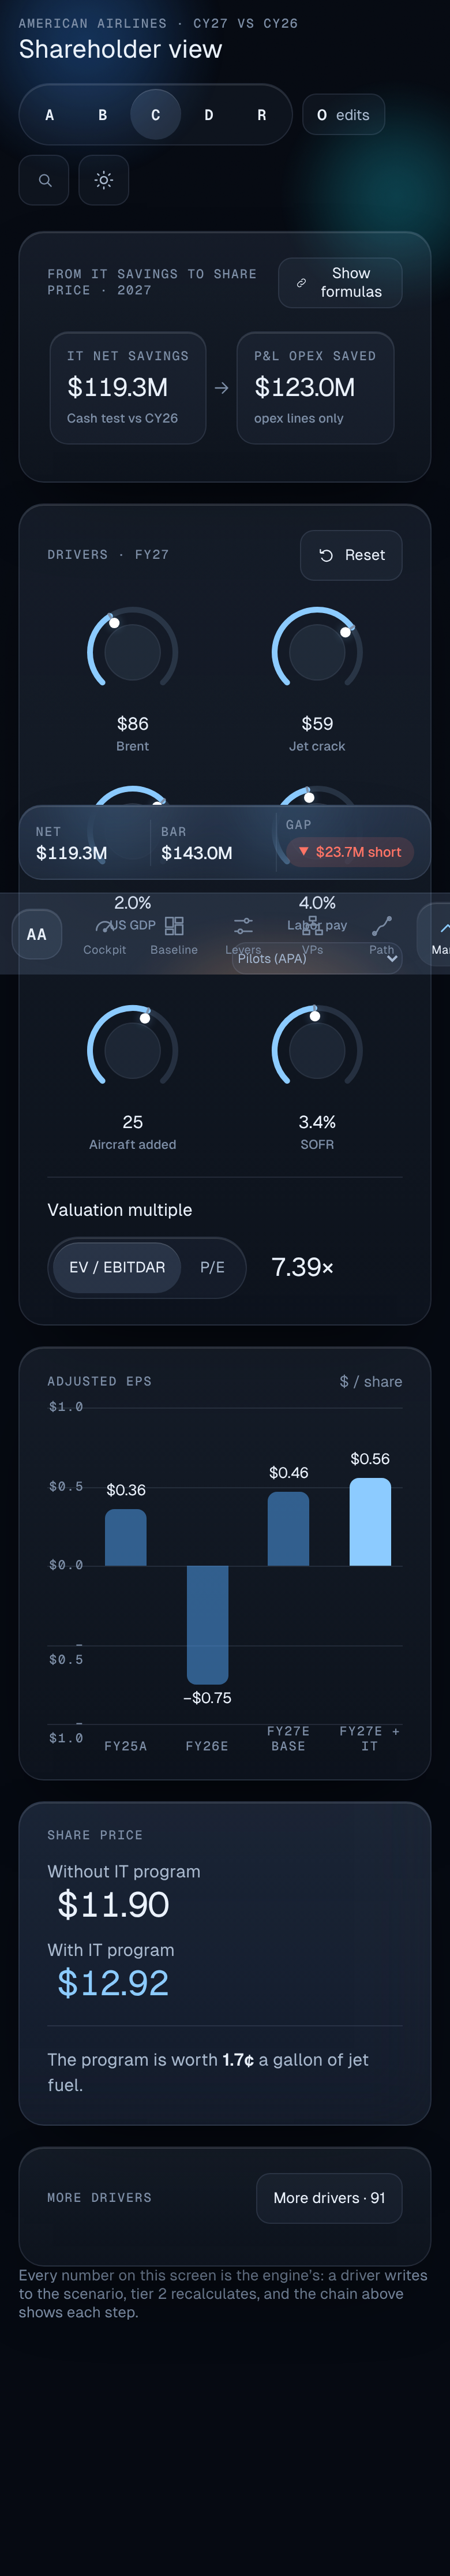 AMERICAN AIRLINES · CY27 VS CY26
Shareholder view
A B C D R
0 edits
FROM IT SAVINGS TO SHARE
PRICE · 2027
Show
formulas
IT NET SAVINGS
$119.3M
Cash test vs CY26
→
P&L OPEX SAVED
$123.0M
opex lines only
DRIVERS · FY27
Reset
$86
Brent
$59
Jet crack
NET
$119.3M
BAR
$143.0M
GAP
▼ $23.7M short
2.0%
US GDP
4.0%
Labor pay
Pilots (APA)
AA
Cockpit
Baseline
Levers
VPs
Path
Mar
25
Aircraft added
3.4%
SOFR
Valuation multiple
EV / EBITDAR
P/E
7.39×
ADJUSTED EPS
$ / share
$1.0
$0.5
$0.0
–
$0.5
–
$1.0
$0.36
−$0.75
$0.46
$0.56
FY25A
FY26E
FY27E
BASE
FY27E +
IT
SHARE PRICE
Without IT program
$11.90
With IT program
$12.92
The program is worth 1.7¢ a gallon of jet
fuel.
MORE DRIVERS
More drivers · 91
Every number on this screen is the engine's: a driver writes
to the scenario, tier 2 recalculates, and the chain above
shows each step.